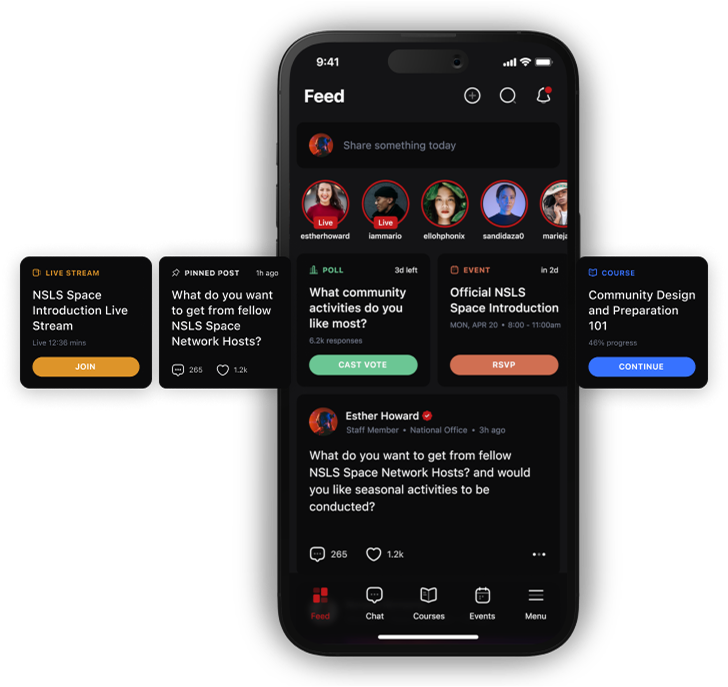 9:41
Feed
Share something today
Live
Live
estherhoward
iammario
ellohphonix
sandidaza0
marieja
LIVE STREAM
NSLS Space
Introduction Live
Stream
Live 12:36 mins
JOIN
PINNED POST
1h ago
What do you want
to get from fellow
NSLS Space
Network Hosts?
265
1.2k
POLL
3d left
What community
activities do you
like most?
6.2k responses
CAST VOTE
EVENT
in 2d
Official NSLS
Space Introduction
MON, APR 20 • 8:00 - 11:00am
RSVP
COURSE
Community Design
and Preparation
101
46% progress
CONTINUE
Esther Howard
Staff Member • National Office • 3h ago
What do you want to get from fellow
NSLS Space Network Hosts? and would
you like seasonal activities to be
conducted?
265
1.2k
Feed
Chat
Courses
Events
Menu